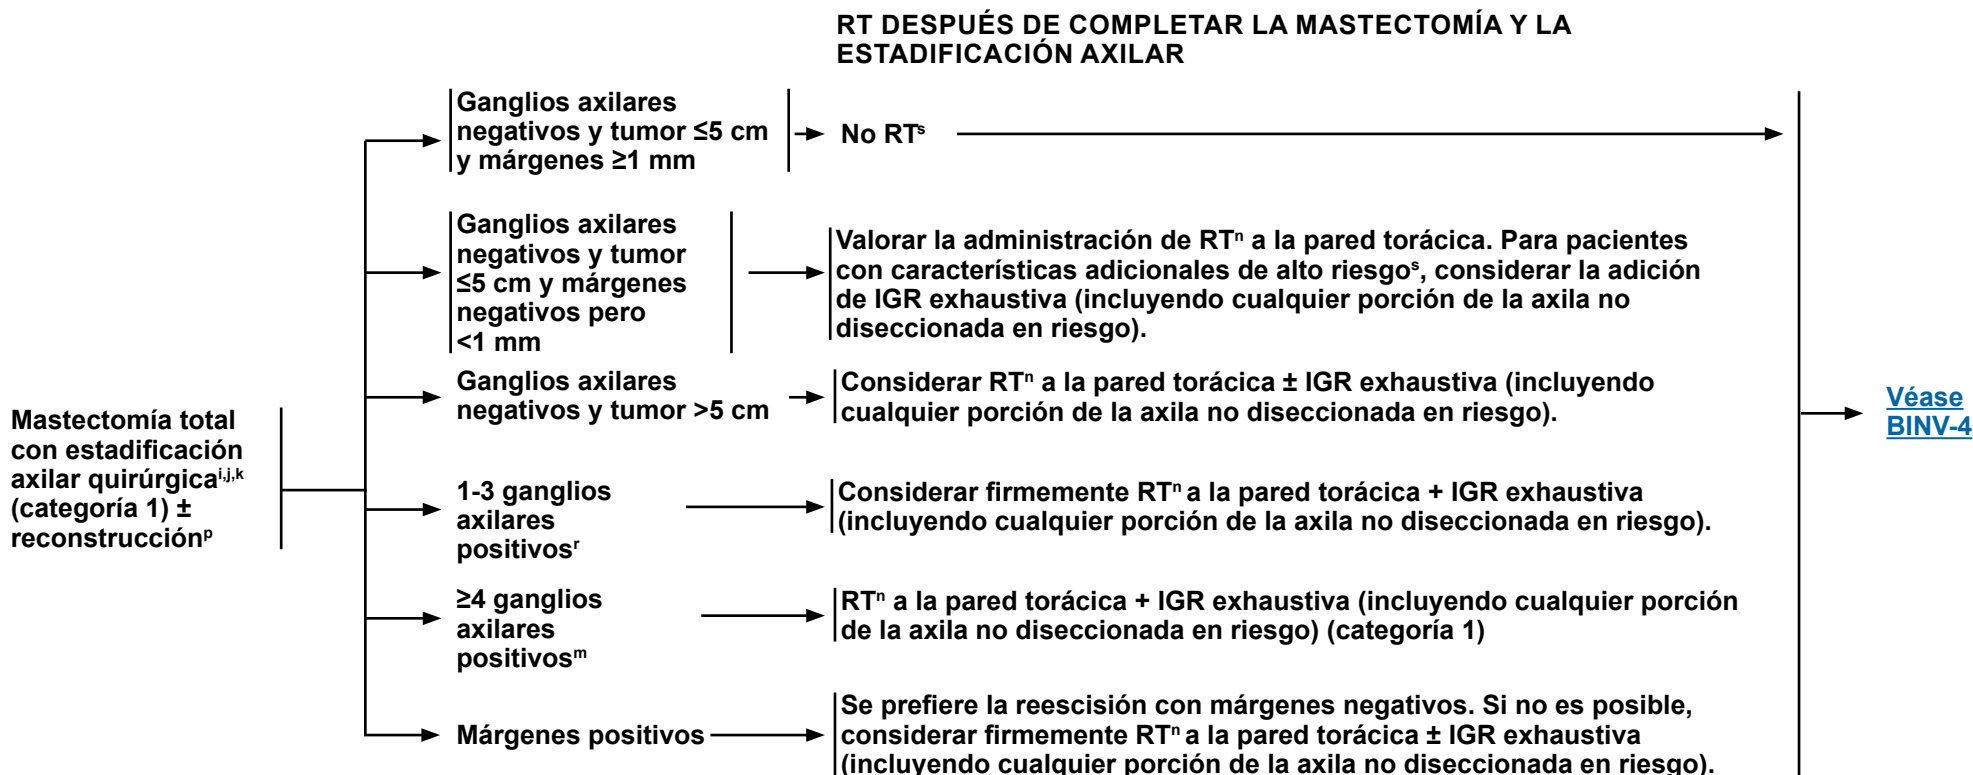 RT DESPUÉS DE COMPLETAR LA MASTECTOMÍA Y LA
ESTADIFICACIÓN AXILAR
Mastectomía total
con estadificación
axilar quirúrgicai,j,k
(categoría 1) ±
reconstrucciónp
Ganglios axilares
negativos y tumor ≤5 cm
y márgenes ≥1 mm
No RTs
Ganglios axilares
negativos y tumor
≤5 cm y márgenes
negativos pero
<1 mm
Valorar la administración de RTn a la pared torácica. Para pacientes
con características adicionales de alto riesgos, considerar la adición
de IGR exhaustiva (incluyendo cualquier porción de la axila no
diseccionada en riesgo).
Ganglios axilares
negativos y tumor >5 cm
Considerar RTn a la pared torácica ± IGR exhaustiva (incluyendo
cualquier porción de la axila no diseccionada en riesgo).
1-3 ganglios
axilares
positivosr
Considerar firmemente RTn a la pared torácica + IGR exhaustiva
(incluyendo cualquier porción de la axila no diseccionada en riesgo).
≥4 ganglios
axilares
positivosm
RTn a la pared torácica + IGR exhaustiva (incluyendo cualquier porción
de la axila no diseccionada en riesgo) (categoría 1)
Márgenes positivos
Se prefiere la reescisión con márgenes negativos. Si no es posible,
considerar firmemente RTn a la pared torácica ± IGR exhaustiva
(incluyendo cualquier porción de la axila no diseccionada en riesgo).
Véase
BINV-4